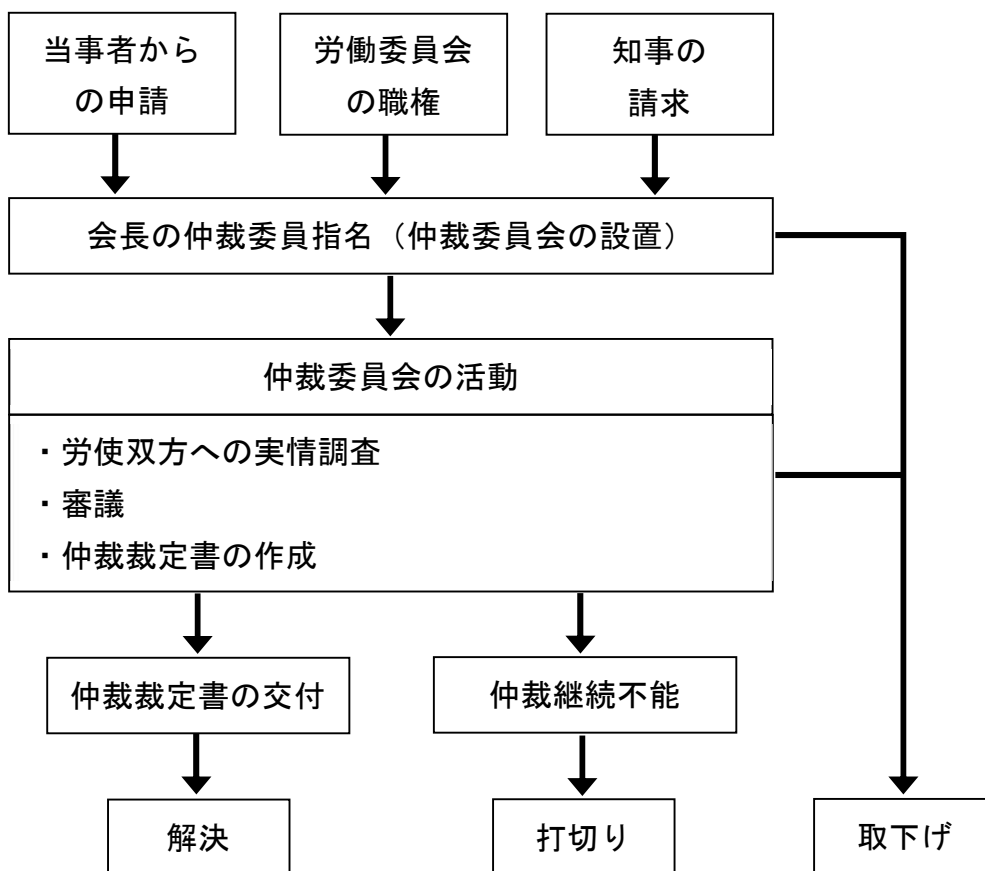 当事者から
の申請
労働委員会
の職権
知事の
請求
会長の仲裁委員指名（仲裁委員会の設置）
仲裁委員会の活動
・労使双方への実情調査
・審議
・仲裁裁定書の作成
仲裁裁定書の交付
仲裁継続不能
解決
打切り
取下げ